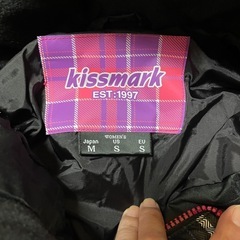 kissmark
EST:1997
WOMEN'S
Japan US EU
M S S